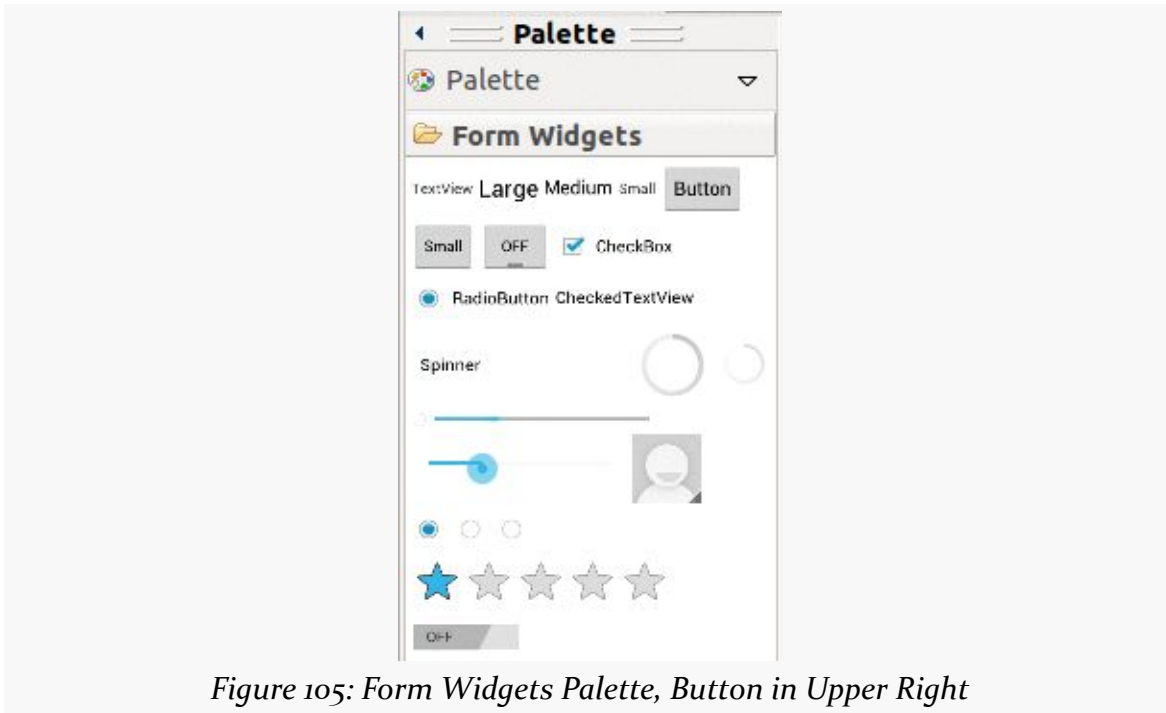 Palette
Palette
Form Widgets
TextView Large Medium Small Button
Small OFF CheckBox
RadioButton CheckedTextView
Spinner
OFF
Figure 105: Form Widgets Palette, Button in Upper Right